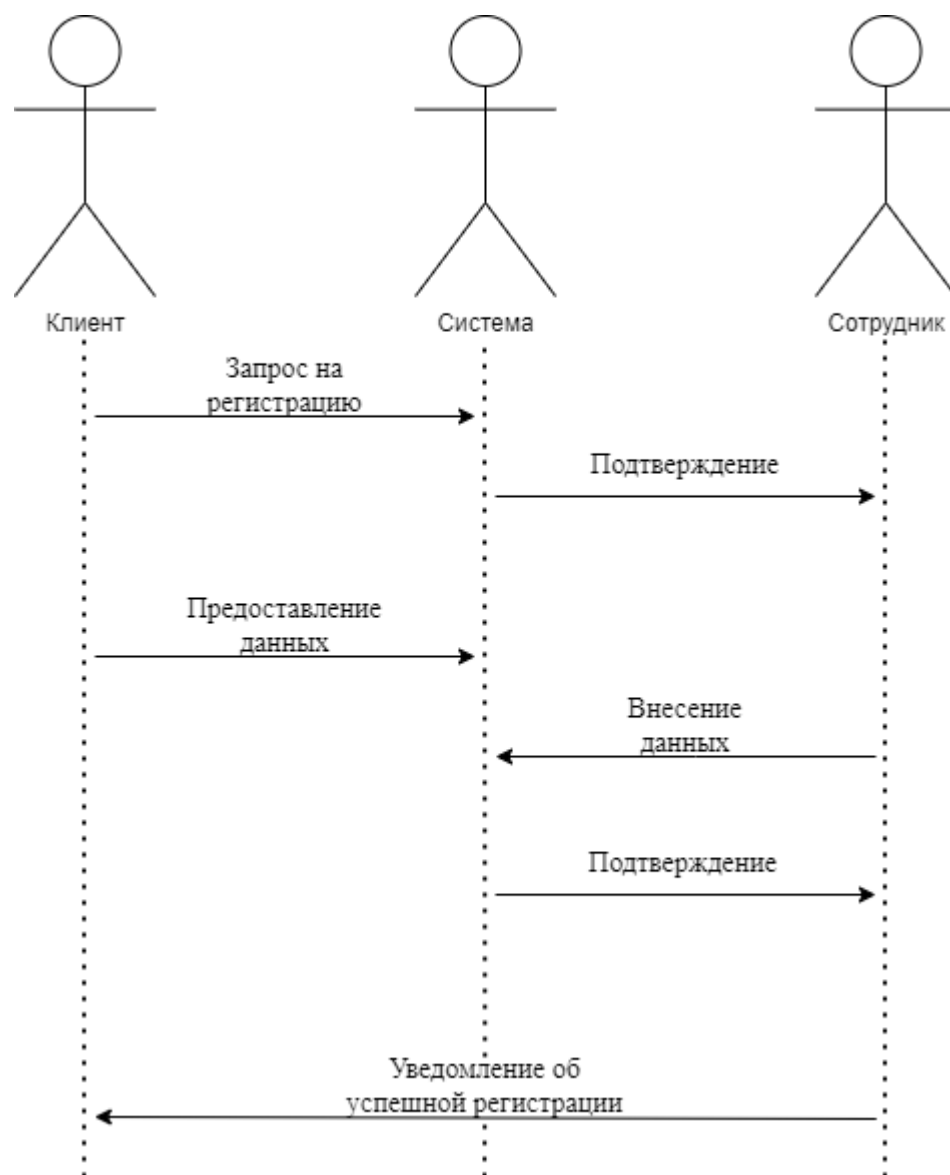 Клиент
Система
Сотрудник
Запрос на
регистрацию
Подтверждение
Предоставление
данных
Внесение
данных
Подтверждение
Уведомление об
успешной регистрации